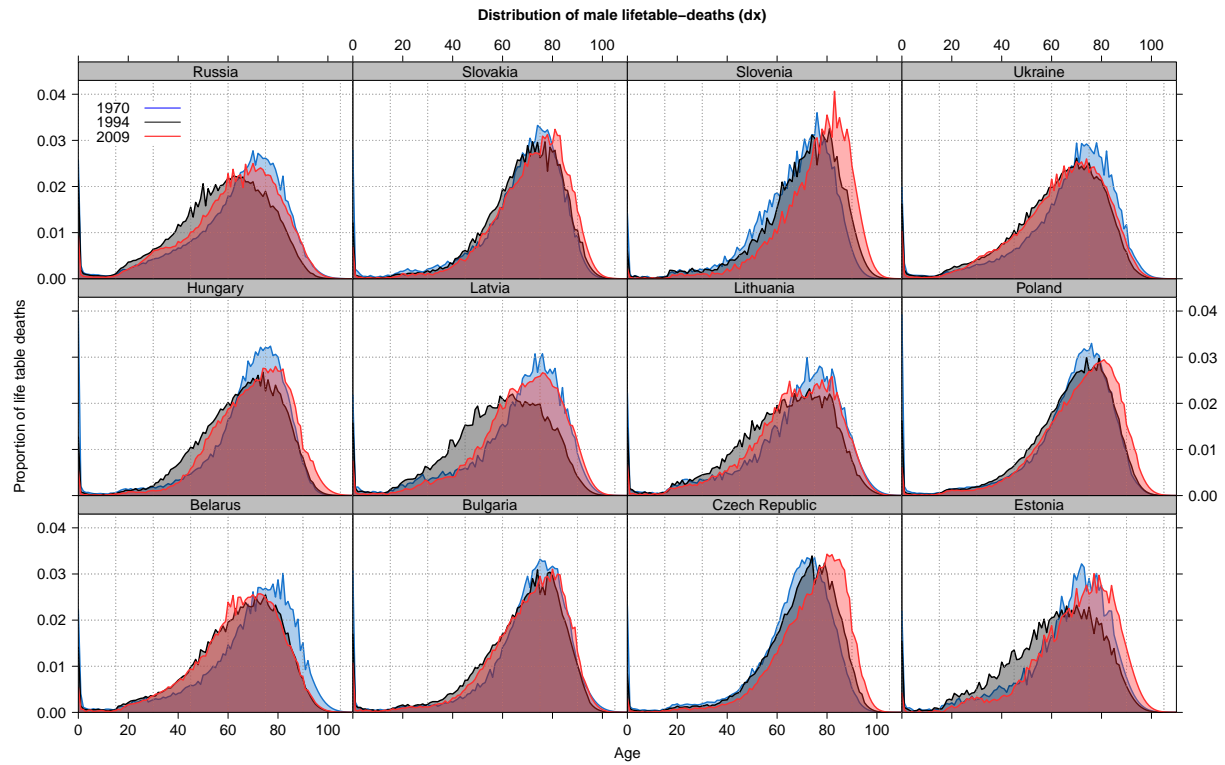 Distribution of male lifetable−deaths (dx)
0 20 40 60 80 100 0 20 40 60 80 100
Russia Slovakia Slovenia Ukraine
0.04
0.03
0.02
0.01
0.00
1970
1994
2009
Hungary Latvia Lithuania Poland
0.04
0.03
0.02
0.01
0.00
Proportion of life table deaths
Belarus Bulgaria Czech Republic Estonia
0.04
0.03
0.02
0.01
0.00
0 20 40 60 80 100 0 20 40 60 80 100
Age